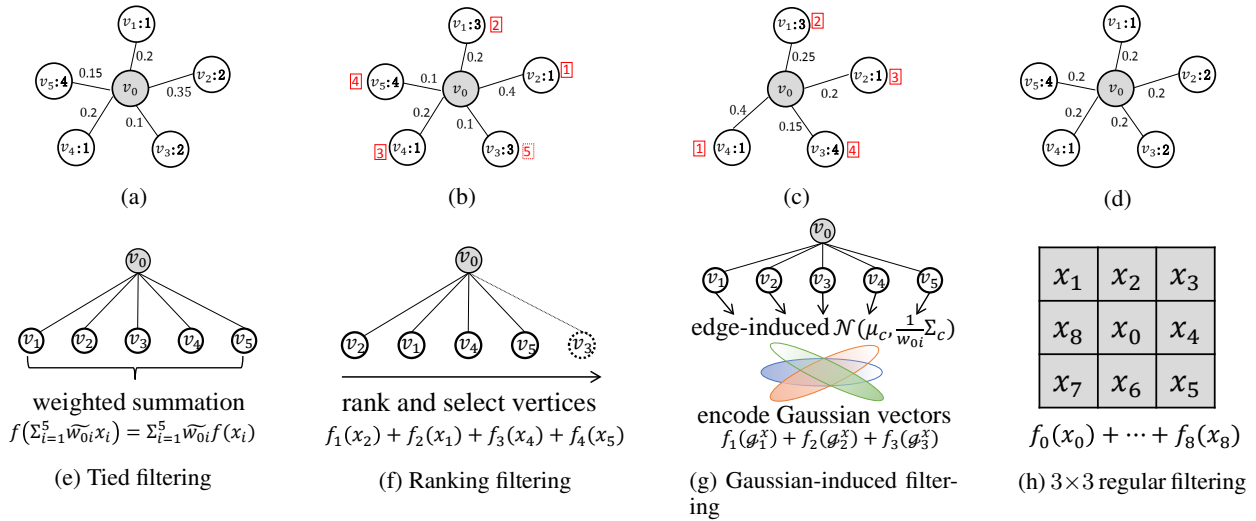 v₁:1
0.2
v₂:2
0.35
v₀
0.15
v₅:4
0.2
v₄:1
0.1
v₃:2
(a)
v₁:3 2
0.2
v₂:1 1
0.4
v₀
0.1
4 v₅:4
0.2
3 v₄:1
0.1
v₃:3 5
(b)
v₁:3 2
0.25
v₂:1 3
0.2
v₀
0.4
1 v₄:1
0.15
v₃:4 4
(c)
v₁:1
0.2
v₂:2
0.2
v₀
0.2
v₅:4
0.2
v₄:1
0.2
v₃:2
(d)
v₀
v₁ v₂ v₃ v₄ v₅
weighted summation
f(Σ⁵ᵢ₌₁ w̃₀ᵢxᵢ) = Σ⁵ᵢ₌₁ w̃₀ᵢf(xᵢ)
(e) Tied filtering
v₀
v₂ v₁ v₄ v₅ v₃
rank and select vertices
f₁(x₂) + f₂(x₁) + f₃(x₄) + f₄(x₅)
(f) Ranking filtering
v₀
v₁ v₂ v₃ v₄ v₅
edge-induced 𝒩(μ_c, 1/w₀ᵢ Σ_c)
encode Gaussian vectors
f₁(ℊ₁ˣ) + f₂(ℊ₂ˣ) + f₃(ℊ₃ˣ)
(g) Gaussian-induced filter-
ing
x₁ x₂ x₃
x₈ x₀ x₄
x₇ x₆ x₅
f₀(x₀) + ⋯ + f₈(x₈)
(h) 3×3 regular filtering